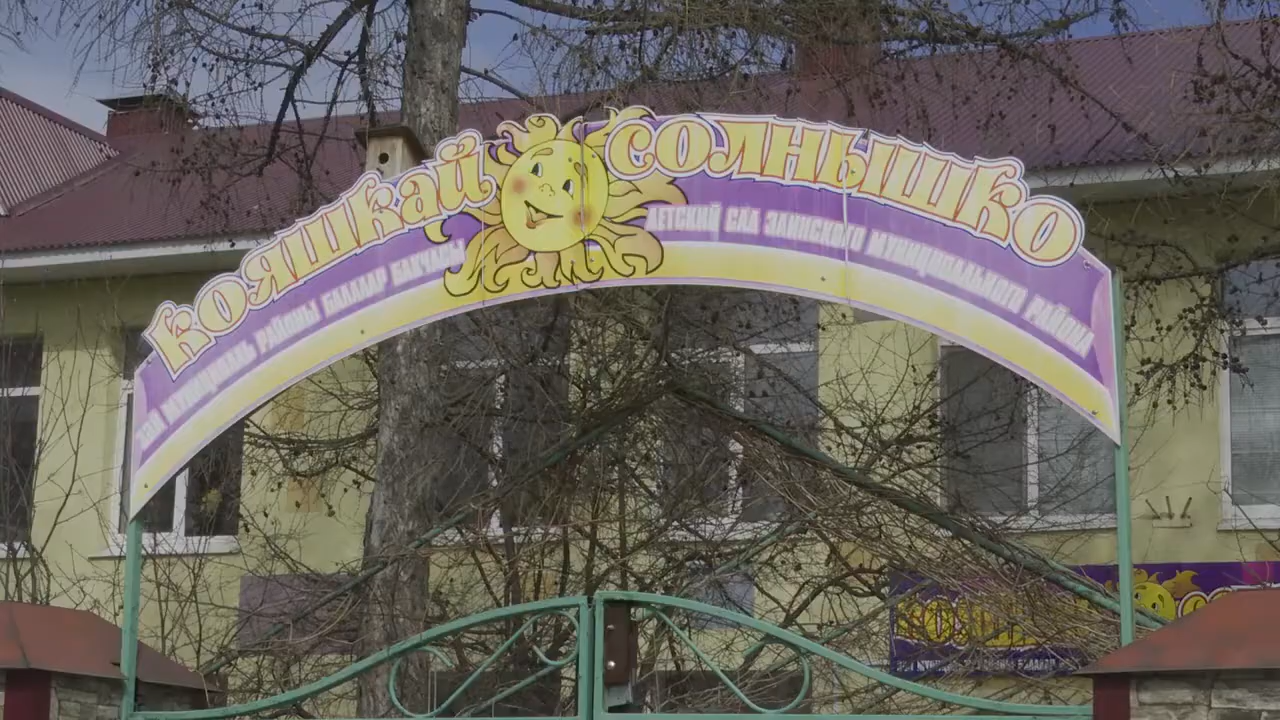 кояшкай
солнышко
зәй муниципаль районы балалар бакчасы
детский сад заинского муниципального района